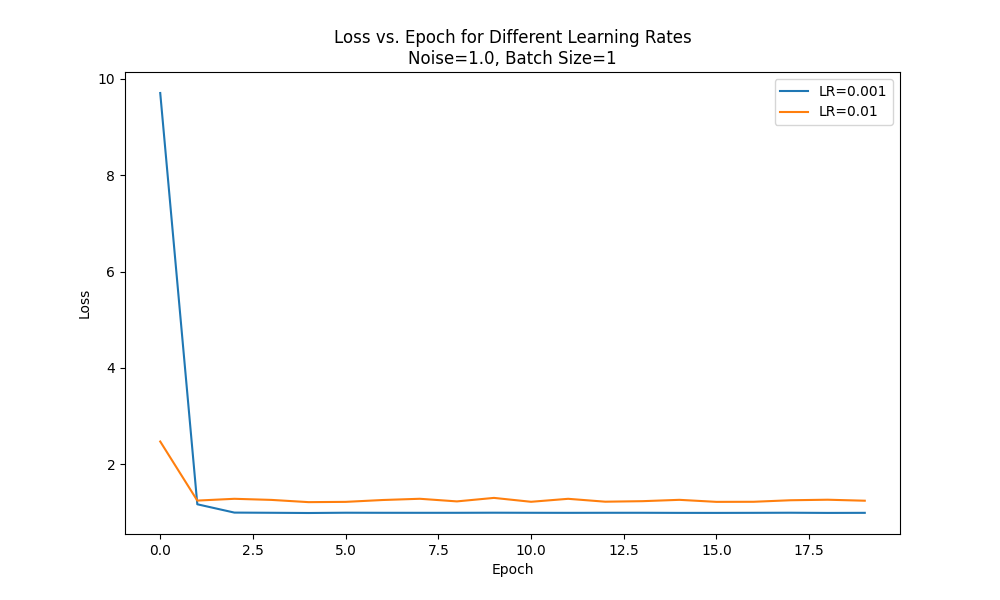 Loss vs. Epoch for Different Learning Rates
Noise=1.0, Batch Size=1
LR=0.001
LR=0.01
10
8
6
4
2
Loss
0.0 2.5 5.0 7.5 10.0 12.5 15.0 17.5
Epoch